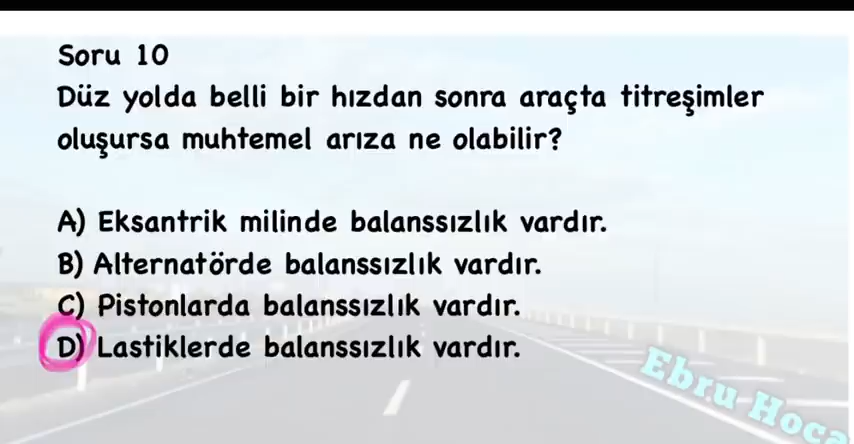 Soru 10
Düz yolda belli bir hızdan sonra araçta titreşimler
oluşursa muhtemel arıza ne olabilir?
A) Eksantrik milinde balanssızlık vardır.
B) Alternatörde balanssızlık vardır.
C) Pistonlarda balanssızlık vardır.
D) Lastiklerde balanssızlık vardır.
Ebru Hoca